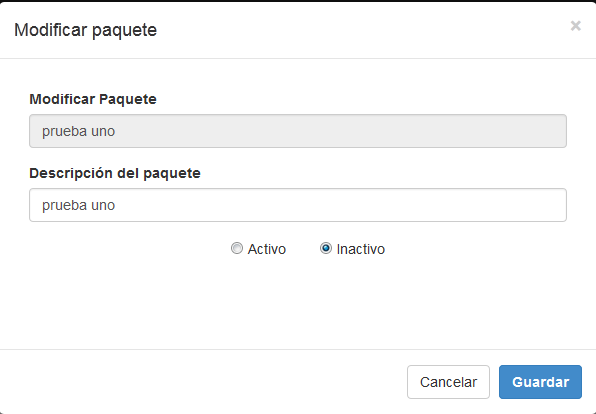 Modificar paquete
×
Modificar Paquete
prueba uno
Descripción del paquete
prueba uno
Activo Inactivo
Cancelar Guardar